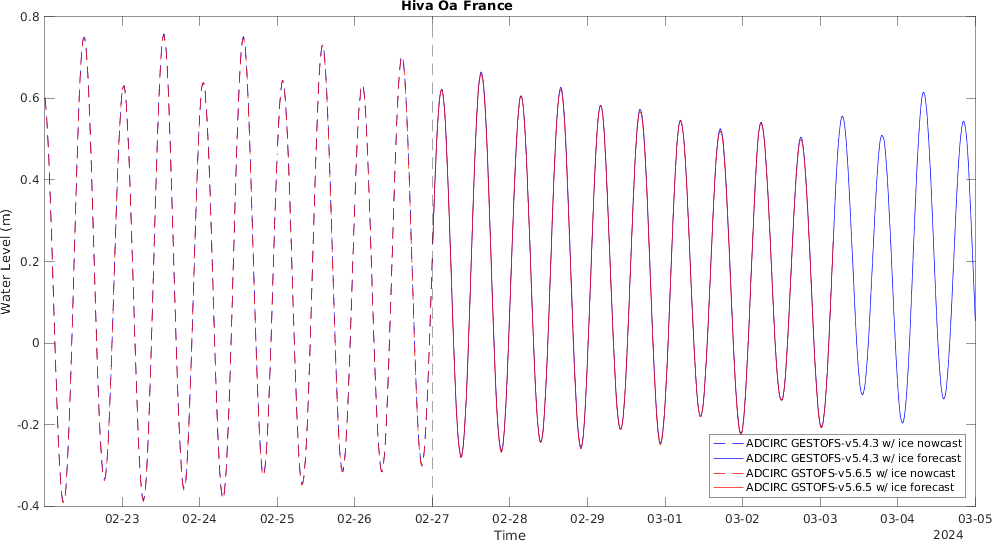 Hiva Oa France
Water Level (m)
0.8
0.6
0.4
0.2
0
-0.2
-0.4
02-23
02-24
02-25
02-26
02-27
02-28
02-29
03-01
03-02
03-03
03-04
03-05
Time
2024
ADCIRC GESTOFS-v5.4.3 w/ ice nowcast
ADCIRC GESTOFS-v5.4.3 w/ ice forecast
ADCIRC GSTOFS-v5.6.5 w/ ice nowcast
ADCIRC GSTOFS-v5.6.5 w/ ice forecast